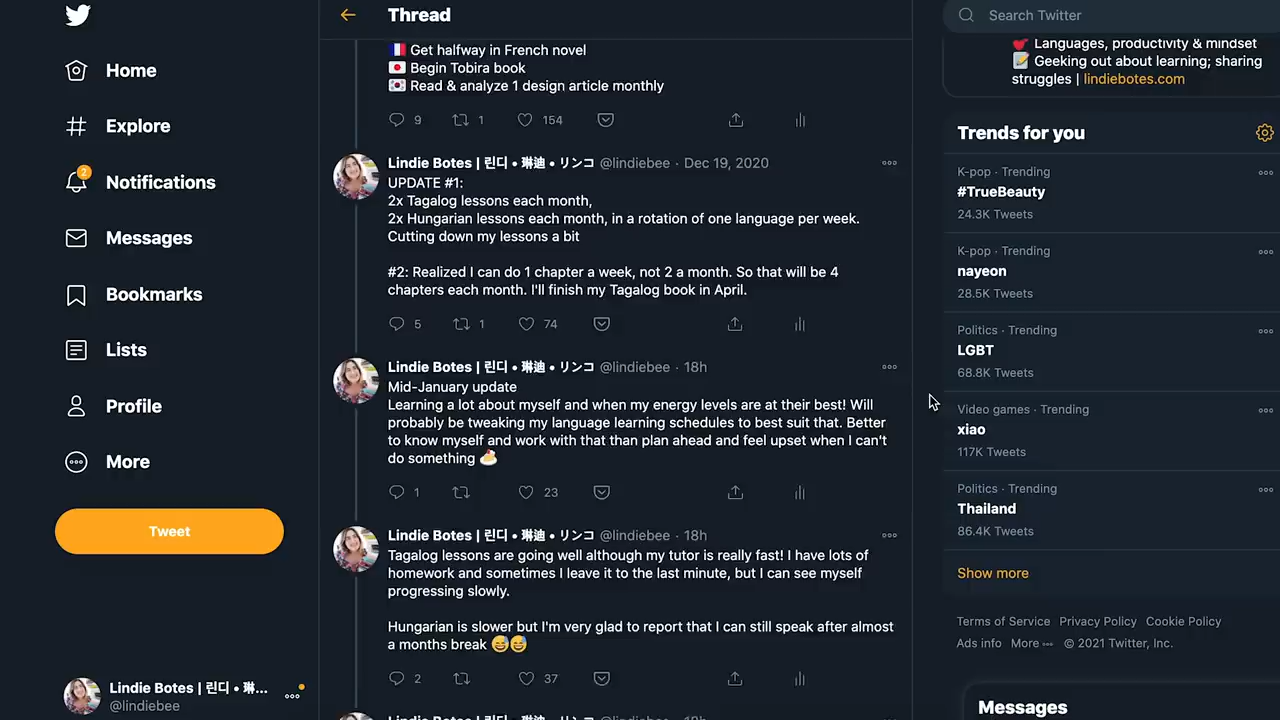 Home
Explore
2
Notifications
Messages
Bookmarks
Lists
Profile
More
Tweet
Lindie Botes | 린디 • 琳...
@lindiebee
Thread
Get halfway in French novel
Begin Tobira book
Read & analyze 1 design article monthly
9 1 154
Lindie Botes | 린디 • 琳迪 • リンコ @lindiebee · Dec 19, 2020
UPDATE #1:
2x Tagalog lessons each month,
2x Hungarian lessons each month, in a rotation of one language per week.
Cutting down my lessons a bit
#2: Realized I can do 1 chapter a week, not 2 a month. So that will be 4
chapters each month. I'll finish my Tagalog book in April.
5 1 74
Lindie Botes | 린디 • 琳迪 • リンコ @lindiebee · 18h
Mid-January update
Learning a lot about myself and when my energy levels are at their best! Will
probably be tweaking my language learning schedules to best suit that. Better
to know myself and work with that than plan ahead and feel upset when I can't
do something 🍧
1 23
Lindie Botes | 린디 • 琳迪 • リンコ @lindiebee · 18h
Tagalog lessons are going well although my tutor is really fast! I have lots of
homework and sometimes I leave it to the last minute, but I can see myself
progressing slowly.
Hungarian is slower but I'm very glad to report that I can still speak after almost
a months break 😅😅
2 37
Lindie Botes | 린디 • 琳迪 • リンコ @lindiebee · 18h
Search Twitter
Languages, productivity & mindset
Geeking out about learning; sharing
struggles | lindiebotes.com
Trends for you
K-pop · Trending
#TrueBeauty
24.3K Tweets
K-pop · Trending
nayeon
28.5K Tweets
Politics · Trending
LGBT
68.8K Tweets
Video games · Trending
xiao
117K Tweets
Politics · Trending
Thailand
86.4K Tweets
Show more
Terms of Service Privacy Policy Cookie Policy
Ads info More ··· © 2021 Twitter, Inc.
Messages